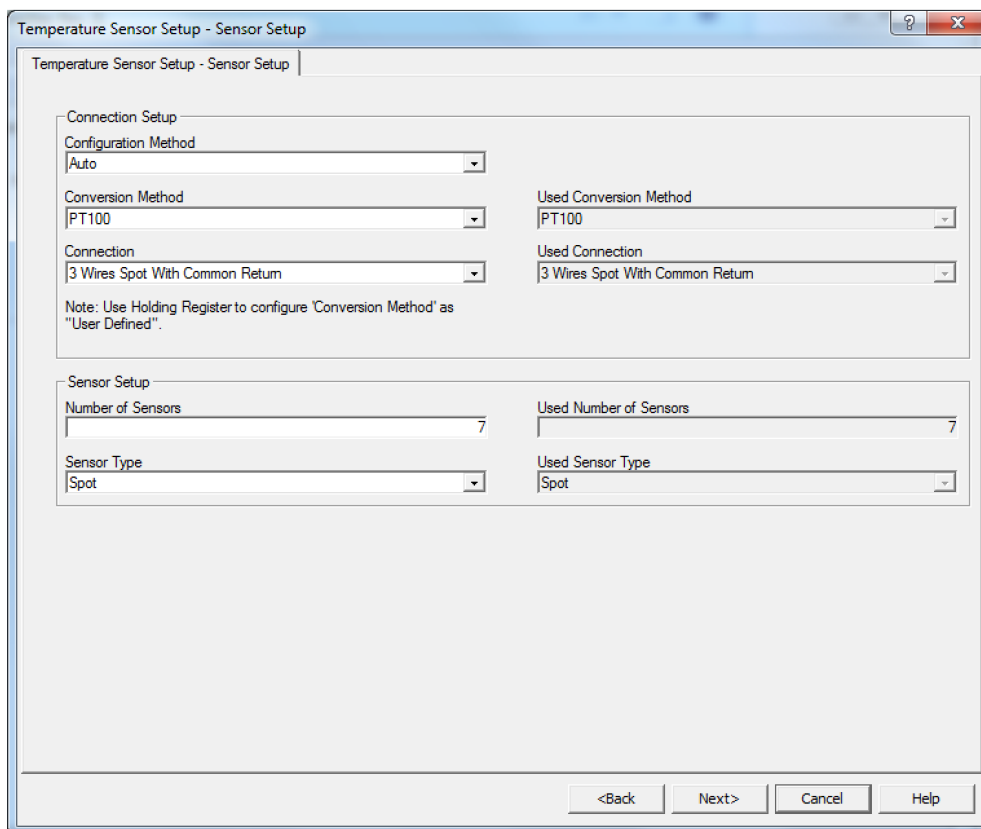 Temperature Sensor Setup - Sensor Setup
?
X
Temperature Sensor Setup - Sensor Setup
Connection Setup
Configuration Method
Auto
Conversion Method
Used Conversion Method
PT100
PT100
Connection
Used Connection
3 Wires Spot With Common Return
3 Wires Spot With Common Return
Note: Use Holding Register to configure 'Conversion Method' as
"User Defined".
Sensor Setup
Number of Sensors
Used Number of Sensors
7
7
Sensor Type
Used Sensor Type
Spot
Spot
<Back
Next>
Cancel
Help